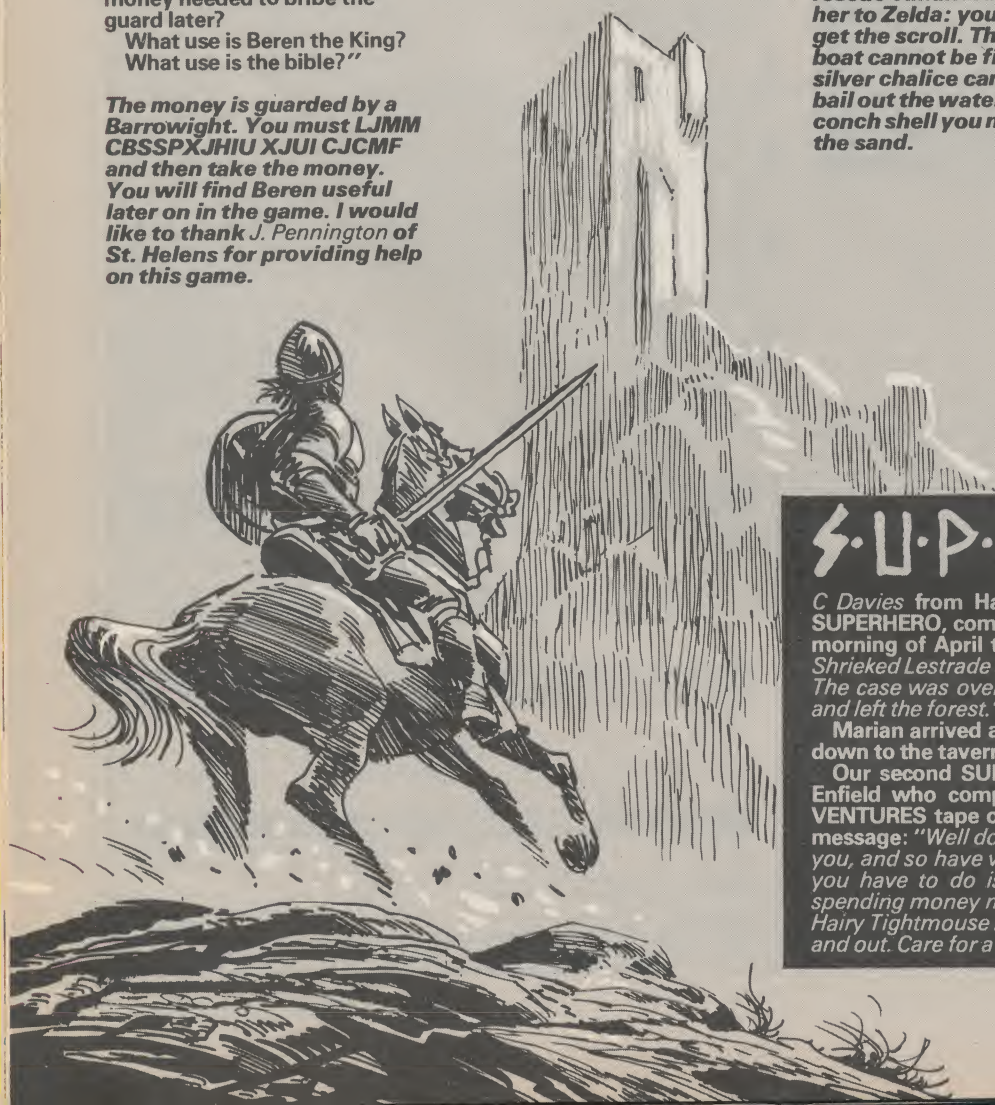 money needed to bribe the
guard later?
What use is Beren the King?
What use is the bible?"
The money is guarded by a
Barrowight. You must LJMM
CBSSPXJHIU XJUI CJCMF
and then take the money.
You will find Beren useful
later on in the game. I would
like to thank J. Pennington of
St. Helens for providing help
on this game.
her to Zelda: you
get the scroll. Th
boat cannot be fi
silver chalice can
bail out the wate
conch shell you n
the sand.
S·U·P·
C Davies from Ha
SUPERHERO, com
morning of April t
Shrieked Lestrade
The case was over
and left the forest.
Marian arrived a
down to the tavern
Our second SU
Enfield who comp
VENTURES tape o
message: "Well do
you, and so have w
you have to do is
spending money n
Hairy Tightmouse
and out. Care for a